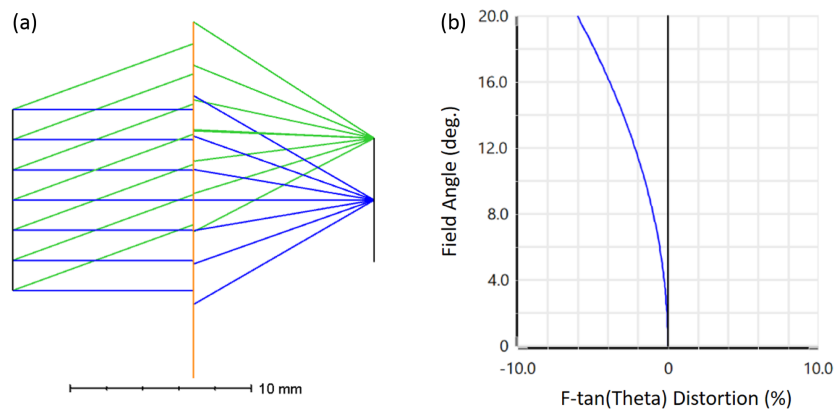 (a)
10 mm
(b)
20.0
16.0
12.0
8.0
4.0
0
Field Angle (deg.)
-10.0 0 10.0
F-tan(Theta) Distortion (%)